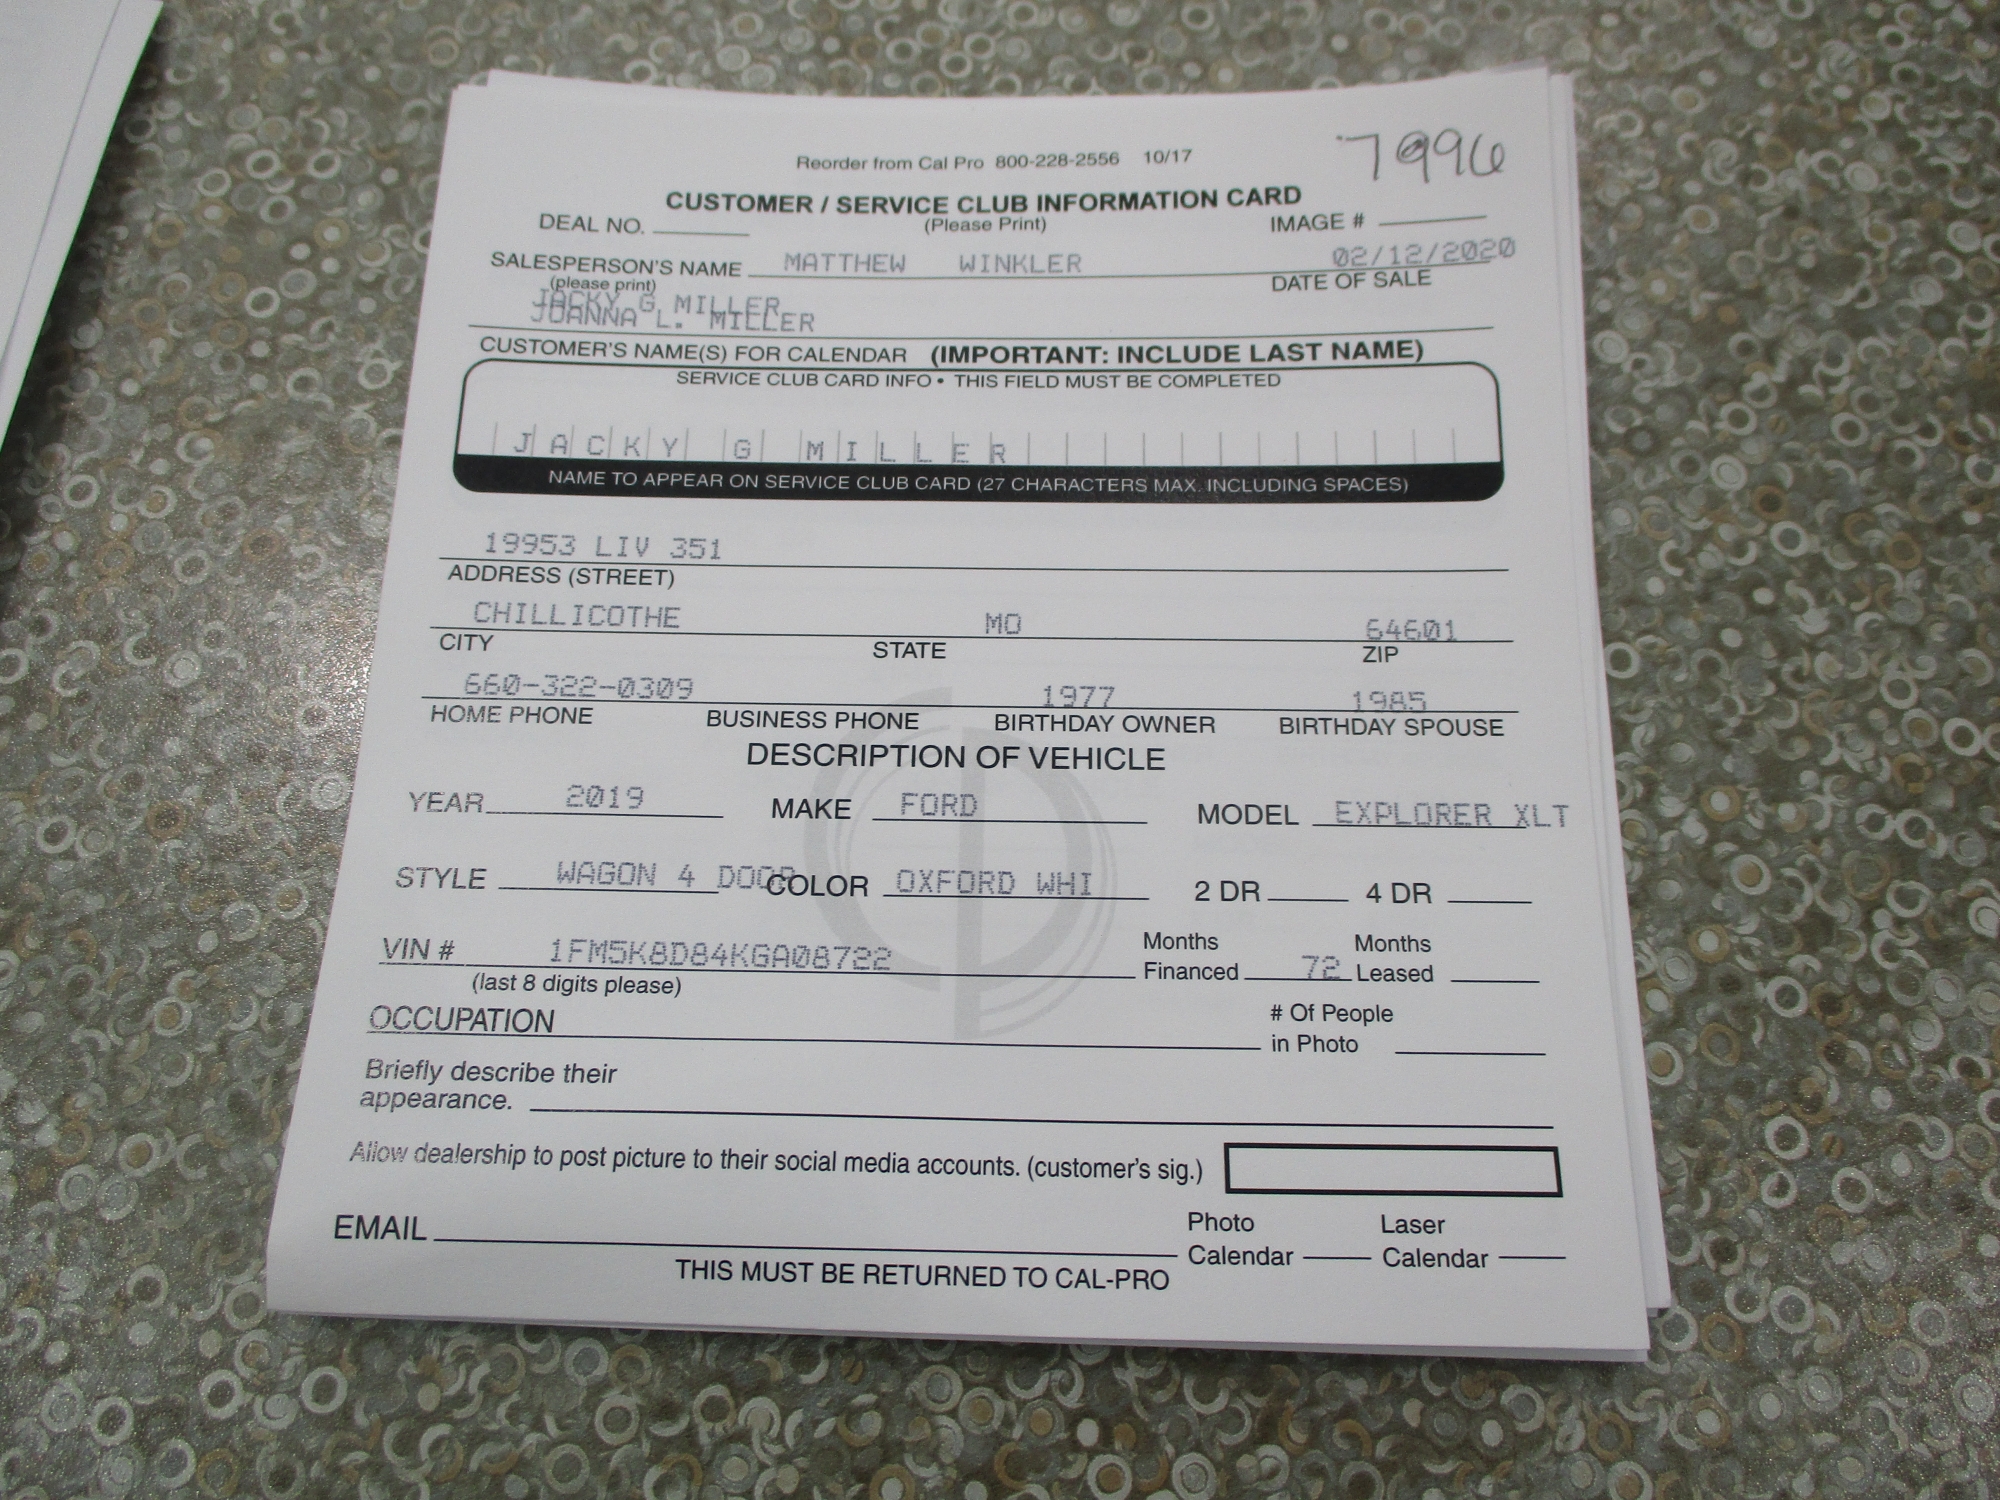 7996
Reorder from Cal Pro 800-228-2556 10/17
CUSTOMER / SERVICE CLUB INFORMATION CARD
DEAL NO. (Please Print) IMAGE #
SALESPERSON'S NAME MATTHEW WINKLER 02/12/2020
(please print) DATE OF SALE
JACKY G MILLER
JOANNA L. MILLER
CUSTOMER'S NAME(S) FOR CALENDAR (IMPORTANT: INCLUDE LAST NAME)
SERVICE CLUB CARD INFO • THIS FIELD MUST BE COMPLETED
JACKY G MILLER
NAME TO APPEAR ON SERVICE CLUB CARD (27 CHARACTERS MAX. INCLUDING SPACES)
19953 LIV 351
ADDRESS (STREET)
CHILLICOTHE MO 64601
CITY STATE ZIP
660-322-0309 1977 1985
HOME PHONE BUSINESS PHONE BIRTHDAY OWNER BIRTHDAY SPOUSE
DESCRIPTION OF VEHICLE
YEAR 2019 MAKE FORD MODEL EXPLORER XLT
STYLE WAGON 4 DOOR COLOR OXFORD WHI 2 DR 4 DR
VIN # 1FM5K8D84KGA08722 Months Financed 72 Months Leased
(last 8 digits please)
OCCUPATION # Of People in Photo
Briefly describe their
appearance.
Allow dealership to post picture to their social media accounts. (customer's sig.)
EMAIL Photo Calendar Laser Calendar
THIS MUST BE RETURNED TO CAL-PRO